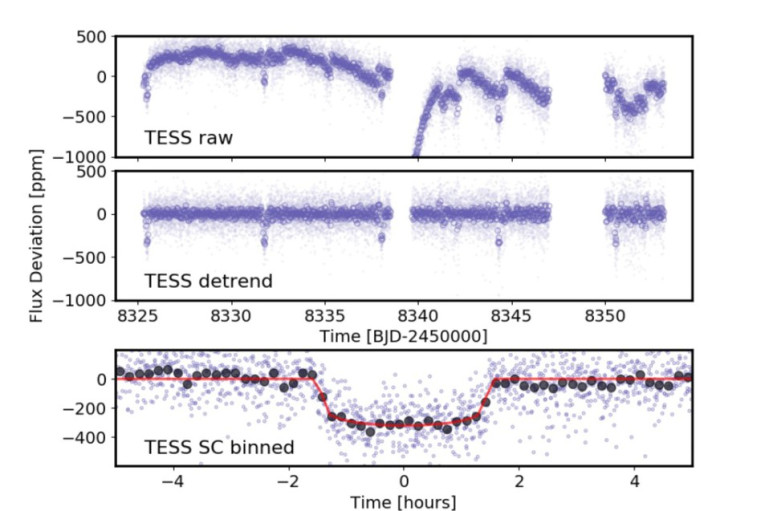 500
0
−500
−1000
TESS raw
500
0
−500
−1000
TESS detrend
Flux Deviation [ppm]
8325 8330 8335 8340 8345 8350
Time [BJD-2450000]
0
−200
−400
TESS SC binned
−4 −2 0 2 4
Time [hours]